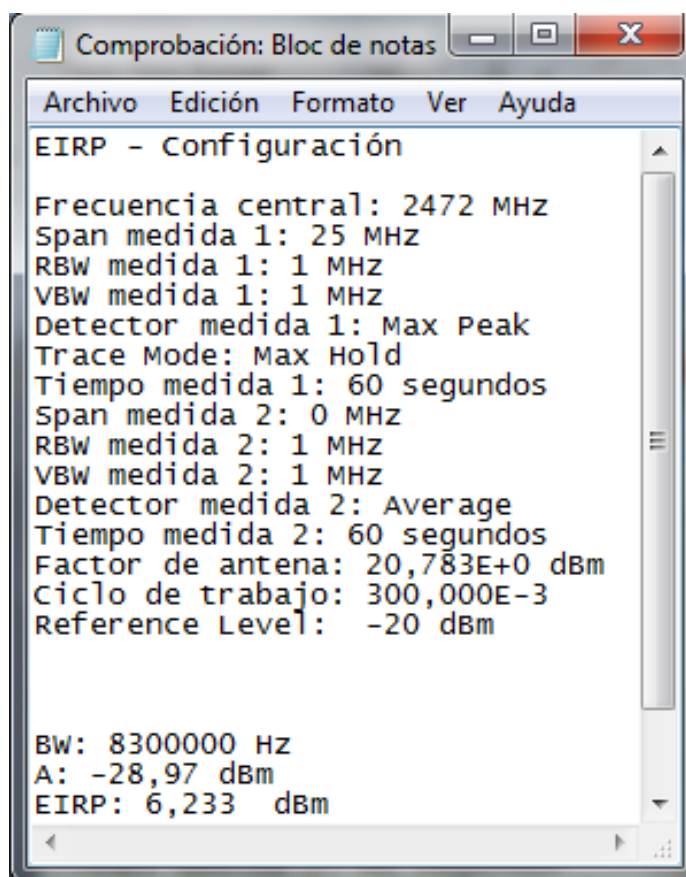 Comprobación: Bloc de notas
Archivo Edición Formato Ver Ayuda
EIRP - Configuración
Frecuencia central: 2472 MHz
Span medida 1: 25 MHz
RBW medida 1: 1 MHz
VBW medida 1: 1 MHz
Detector medida 1: Max Peak
Trace Mode: Max Hold
Tiempo medida 1: 60 segundos
Span medida 2: 0 MHz
RBW medida 2: 1 MHz
VBW medida 2: 1 MHz
Detector medida 2: Average
Tiempo medida 2: 60 segundos
Factor de antena: 20,783E+0 dBm
Ciclo de trabajo: 300,000E-3
Reference Level:  -20 dBm
BW: 8300000 Hz
A: -28,97 dBm
EIRP: 6,233  dBm